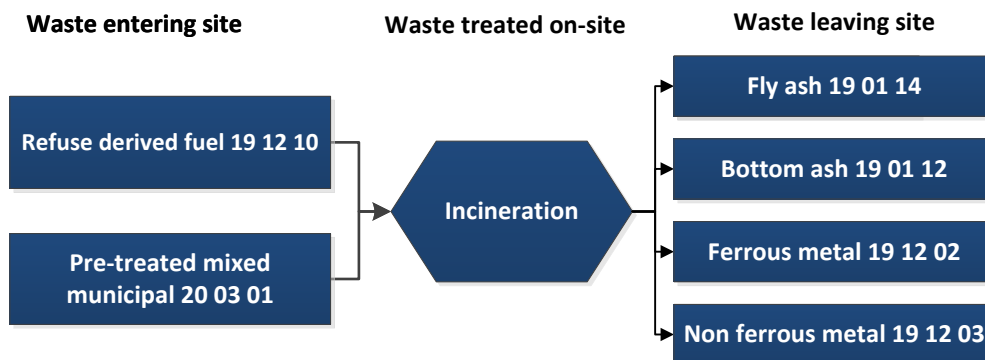 Waste entering site
Waste treated on-site
Waste leaving site
Refuse derived fuel 19 12 10
Pre-treated mixed
municipal 20 03 01
Incineration
Fly ash 19 01 14
Bottom ash 19 01 12
Ferrous metal 19 12 02
Non ferrous metal 19 12 03